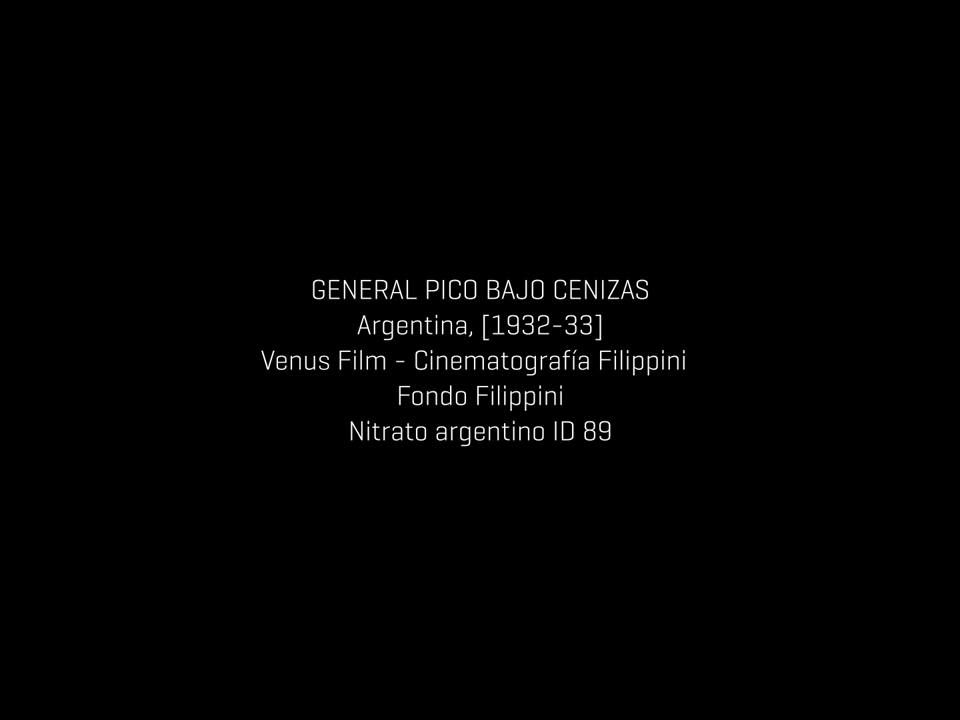 GENERAL PICO BAJO CENIZAS
Argentina, [1932-33]
Venus Film - Cinematografía Filippini
Fondo Filippini
Nitrato argentino ID 89